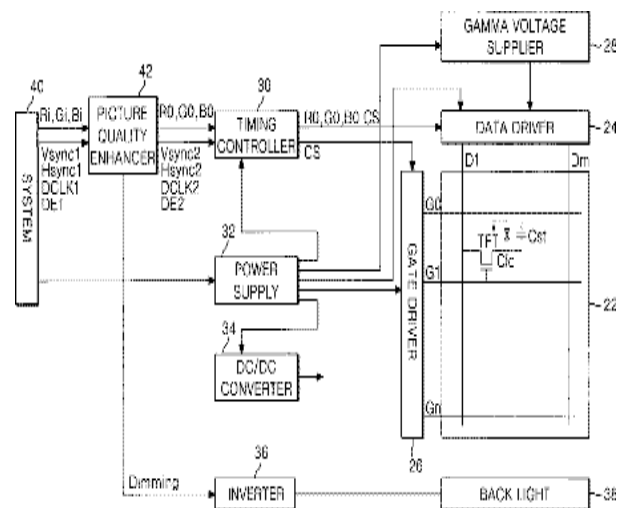 GAMMA VOLTAGE
SUPPLIER
28
40
42
30
Ri,Gi,Bi
PICTURE
QUALITY
ENHANCER
R0,G0,B0
TIMING
CONTROLLER
R0,G0,B0 CS
DATA DRIVER
24
CS
D1
Dm
Vsync1
Hsync1
DCLK1
DE1
Vsync2
Hsync2
DCLK2
DE2
SYSTEM
G0
32
TFT
Cst
Clc
POWER
SUPPLY
G1
GATE DRIVER
22
34
DC/DC
CONVERTER
Gn
26
36
Dimming
INVERTER
BACK LIGHT
38